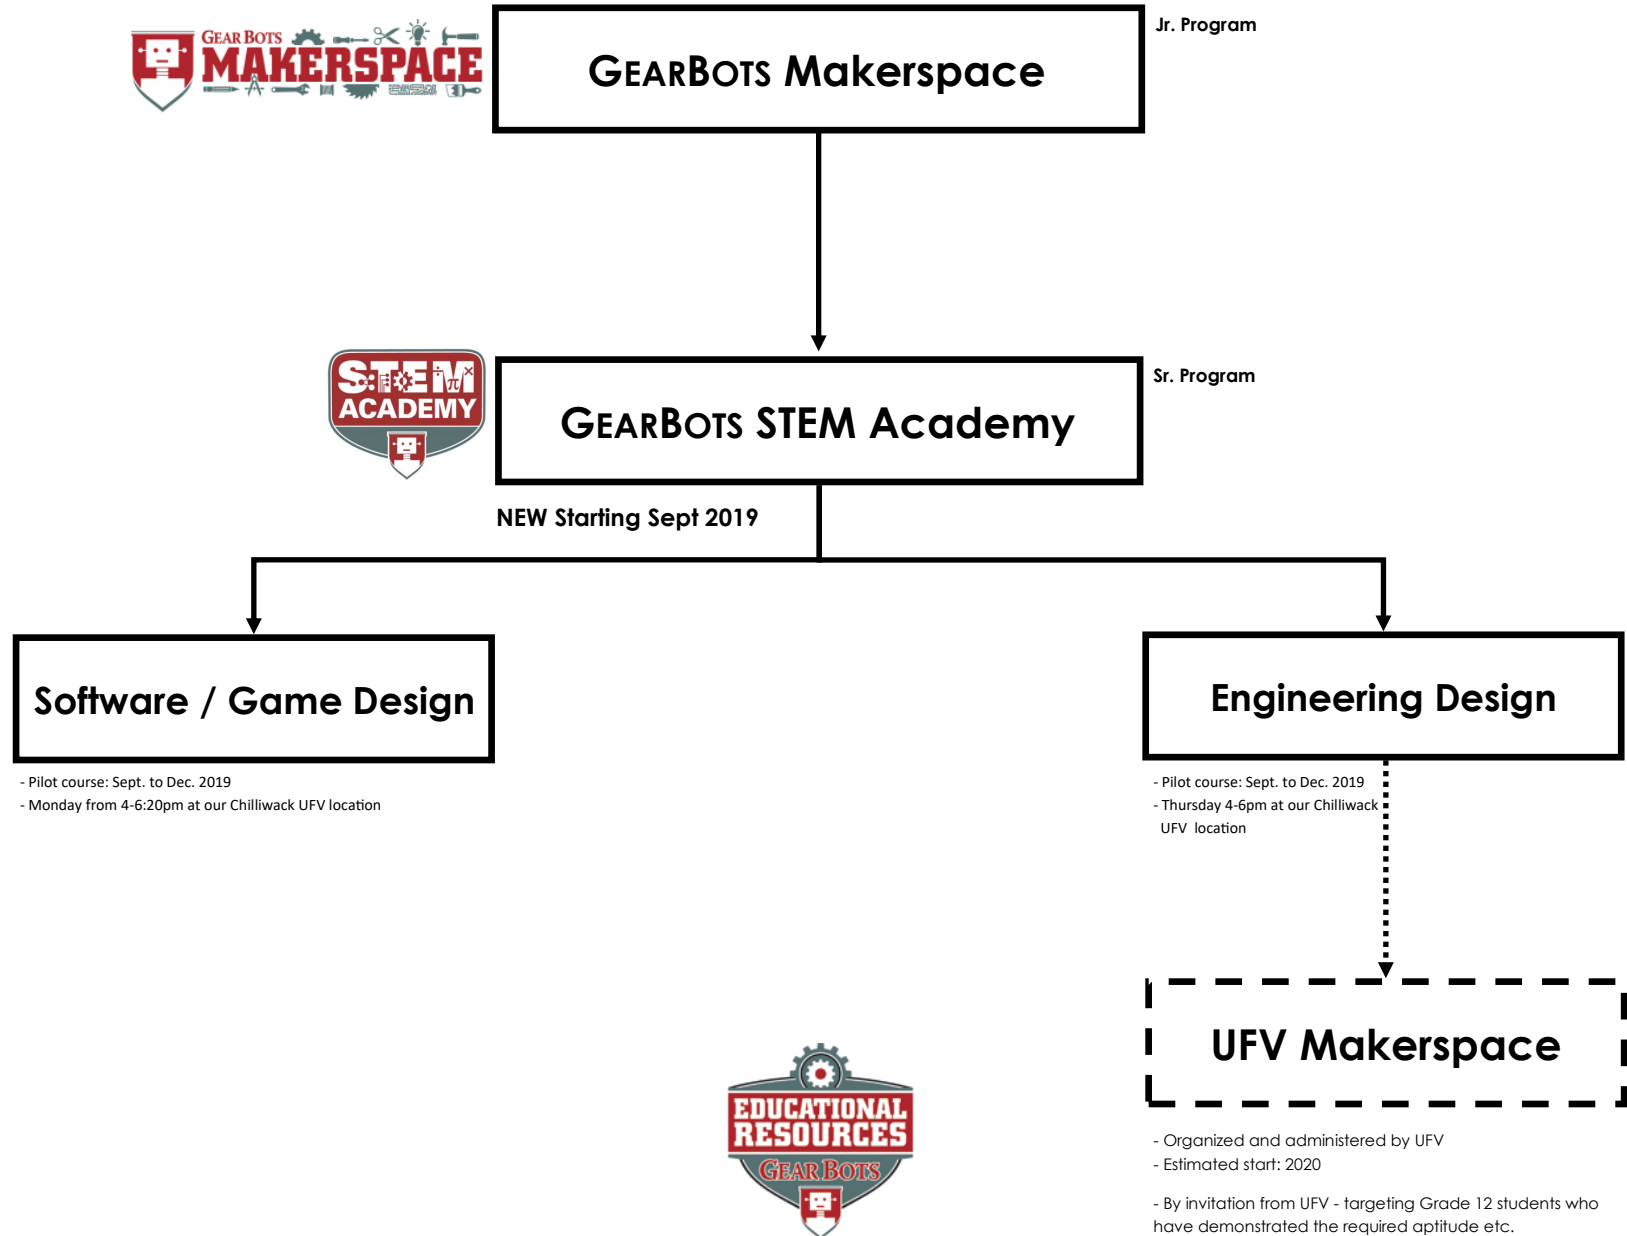 GEAR BOTS
MAKERSPACE
GEARBOTS Makerspace
Jr. Program
STEM
ACADEMY
GEARBOTS STEM Academy
Sr. Program
NEW Starting Sept 2019
Software / Game Design
- Pilot course: Sept. to Dec. 2019
- Monday from 4-6:20pm at our Chilliwack UFV location
Engineering Design
- Pilot course: Sept. to Dec. 2019
- Thursday 4-6pm at our Chilliwack
UFV location
UFV Makerspace
- Organized and administered by UFV
- Estimated start: 2020
- By invitation from UFV - targeting Grade 12 students who
have demonstrated the required aptitude etc.
EDUCATIONAL
RESOURCES
GEAR BOTS